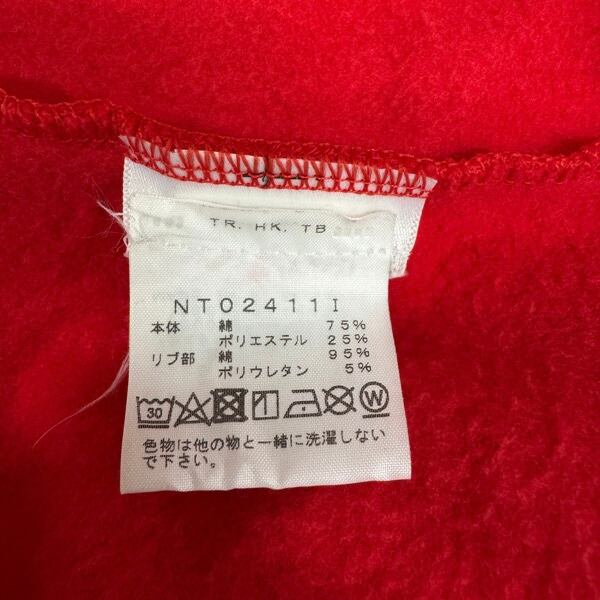 TR. HK. TB
NT02411I
本体 綿 75%
ポリエステル 25%
リブ部 綿 95%
ポリウレタン 5%
30 W
色物は他の物と一緒に洗濯しない
で下さい。